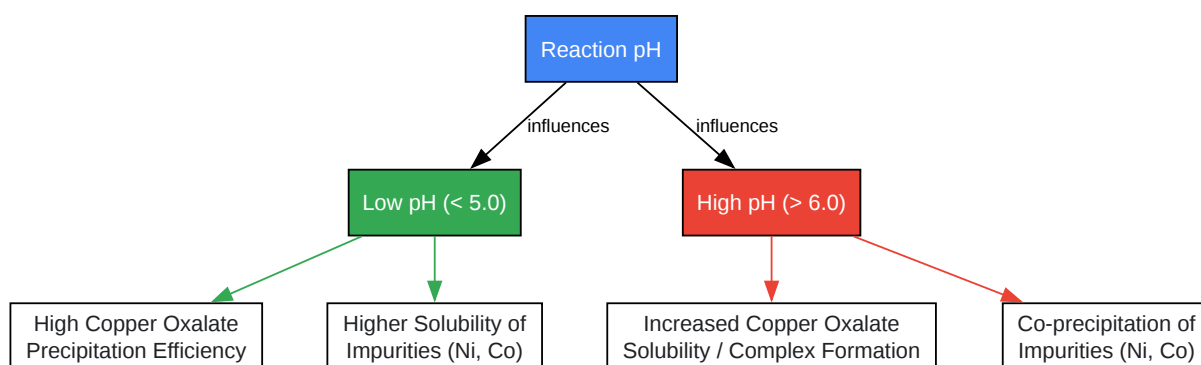 Reaction pH
influences
influences
Low pH (< 5.0)
High pH (> 6.0)
High Copper Oxalate
Precipitation Efficiency
Higher Solubility of
Impurities (Ni, Co)
Increased Copper Oxalate
Solubility / Complex Formation
Co-precipitation of
Impurities (Ni, Co)